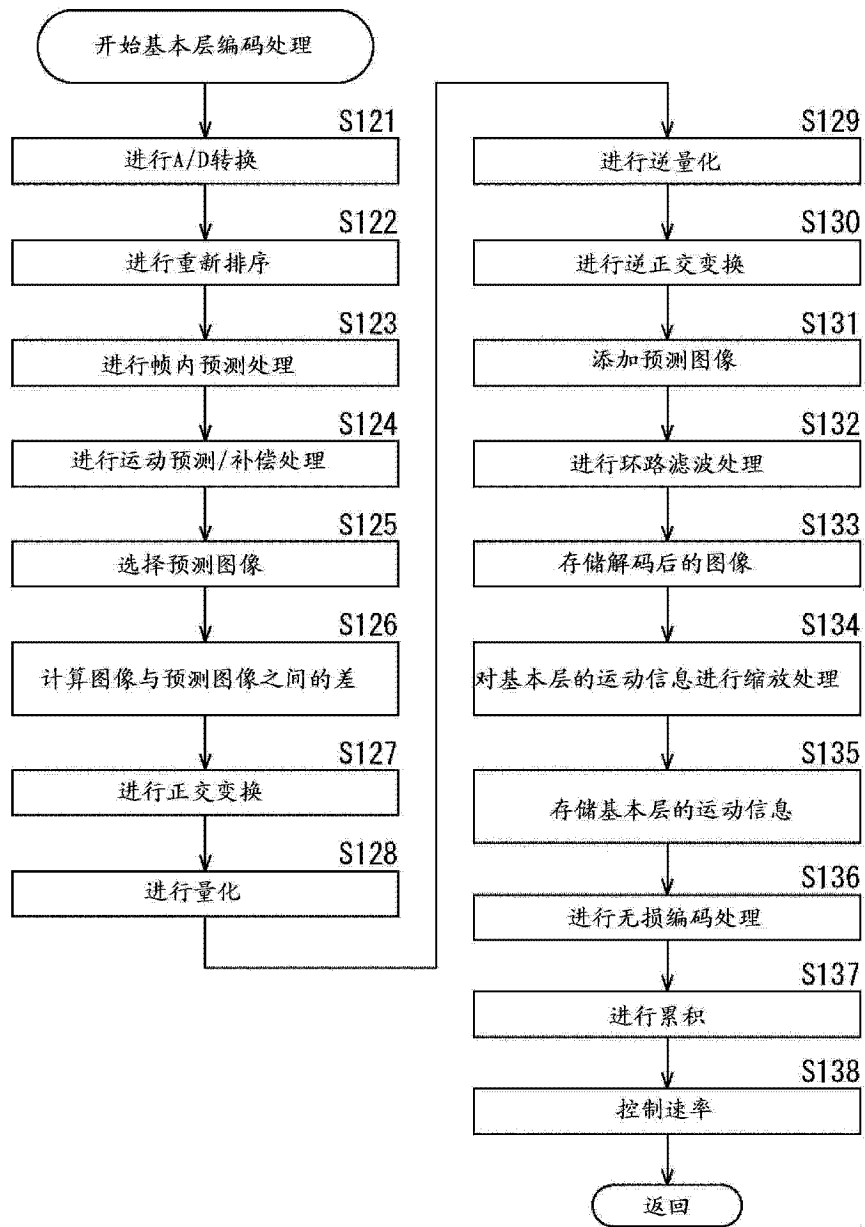 开始基本层编码处理
S121
进行A/D转换
S122
进行重新排序
S123
进行帧内预测处理
S124
进行运动预测/补偿处理
S125
选择预测图像
S126
计算图像与预测图像之间的差
S127
进行正交变换
S128
进行量化
S129
进行逆量化
S130
进行逆正交变换
S131
添加预测图像
S132
进行环路滤波处理
S133
存储解码后的图像
S134
对基本层的运动信息进行缩放处理
S135
存储基本层的运动信息
S136
进行无损编码处理
S137
进行累积
S138
控制速率
返回